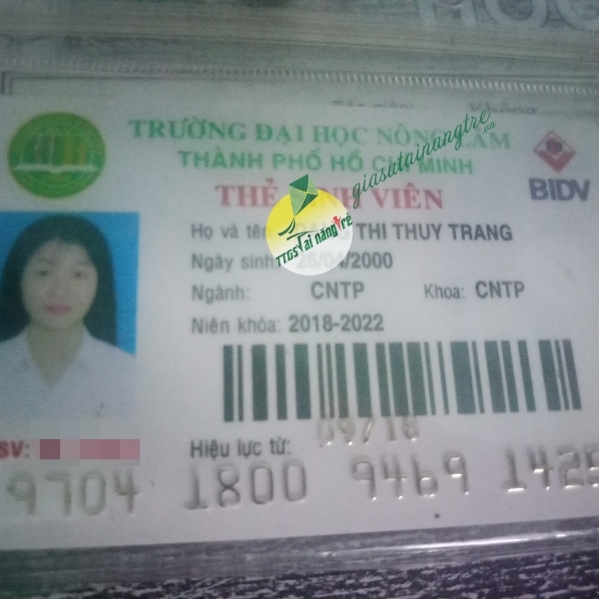 TRƯỜNG ĐẠI HỌC NÔNG LÂM
THÀNH PHỐ HỒ CHÍ MINH
giasutainangtre.vn
BIDV
THẺ SINH VIÊN
TTGS Tài năng trẻ
Họ và tên THI THUY TRANG
Ngày sinh 26/04/2000
Ngành: CNTP Khoa: CNTP
Niên khóa: 2018-2022
SV:
Hiệu lực từ: 09/18
9704 1800 9469 1425